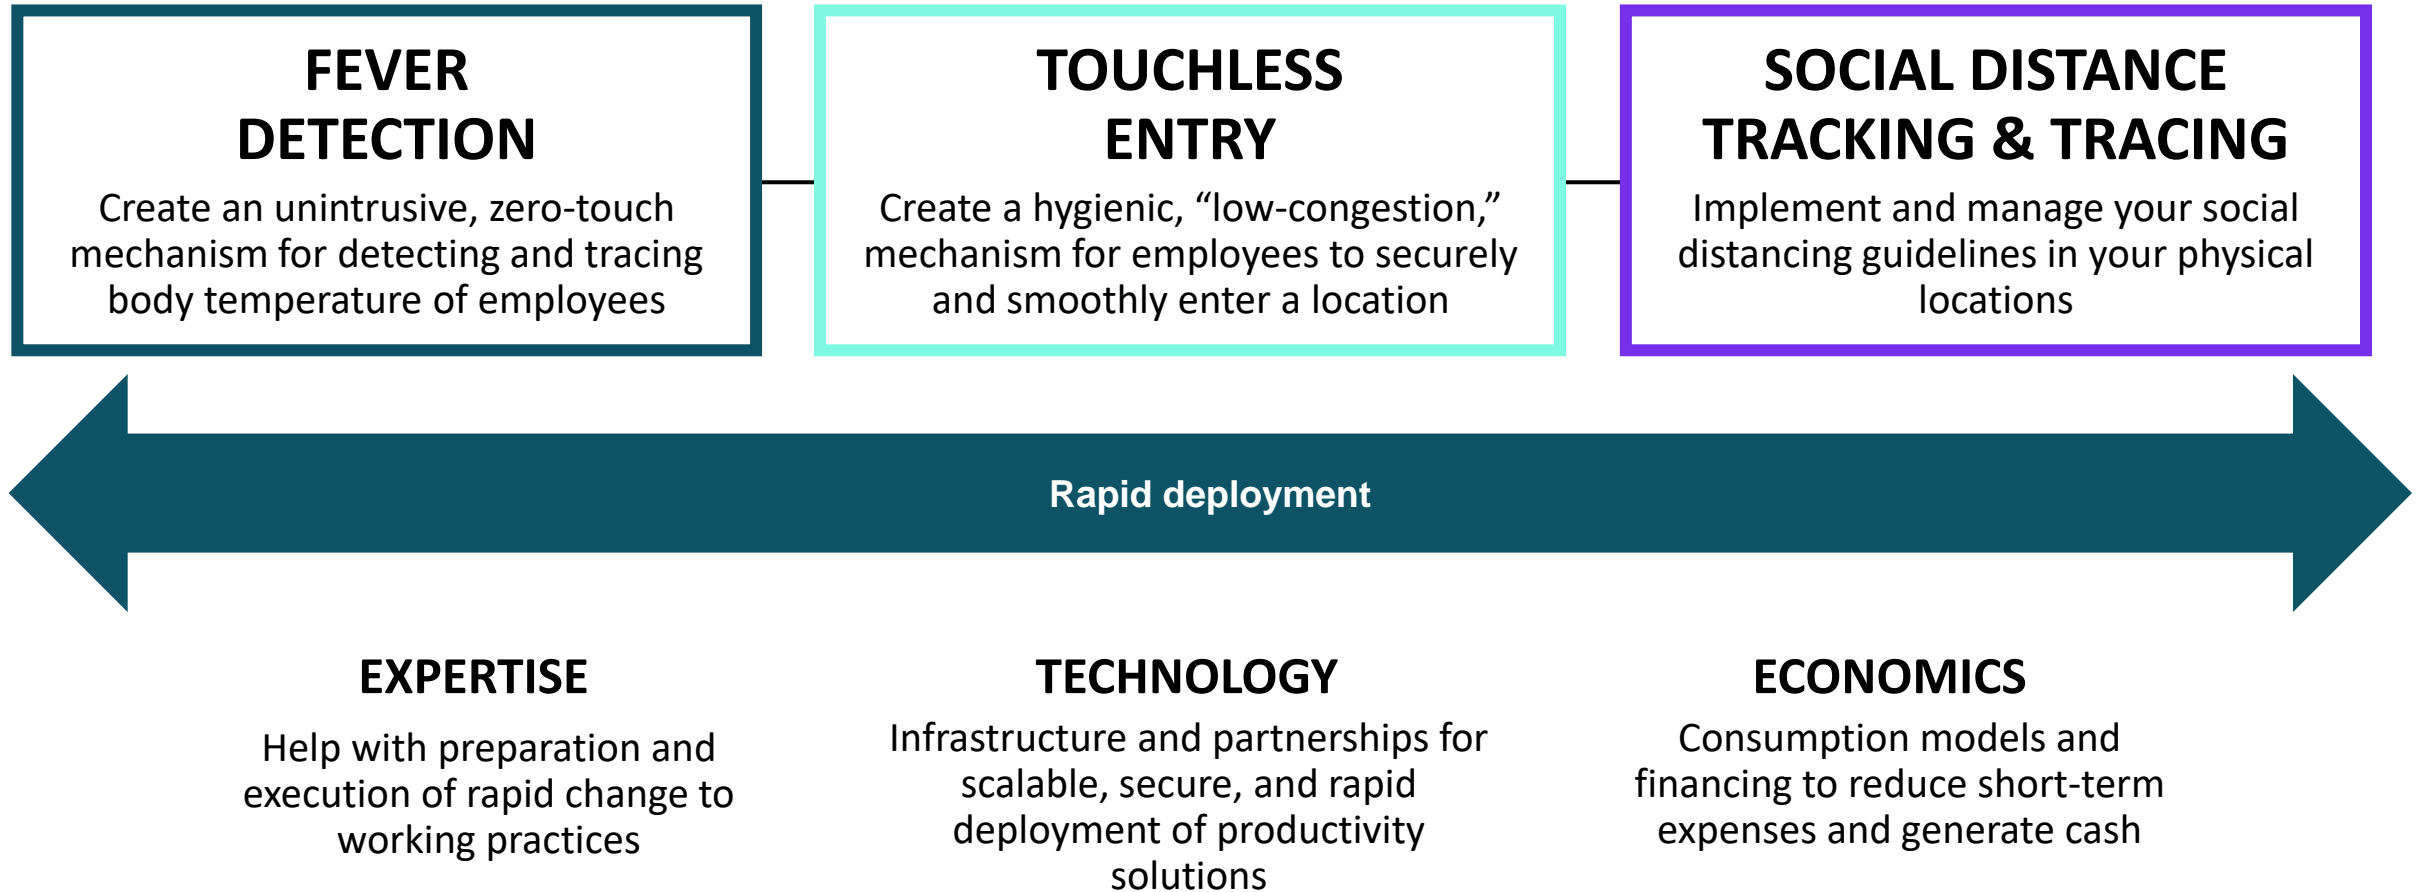 FEVER
DETECTION
Create an unintrusive, zero-touch
mechanism for detecting and tracing
body temperature of employees
TOUCHLESS
ENTRY
Create a hygienic, “low-congestion,”
mechanism for employees to securely
and smoothly enter a location
SOCIAL DISTANCE
TRACKING & TRACING
Implement and manage your social
distancing guidelines in your physical
locations
Rapid deployment
EXPERTISE
Help with preparation and
execution of rapid change to
working practices
TECHNOLOGY
Infrastructure and partnerships for
scalable, secure, and rapid
deployment of productivity
solutions
ECONOMICS
Consumption models and
financing to reduce short-term
expenses and generate cash